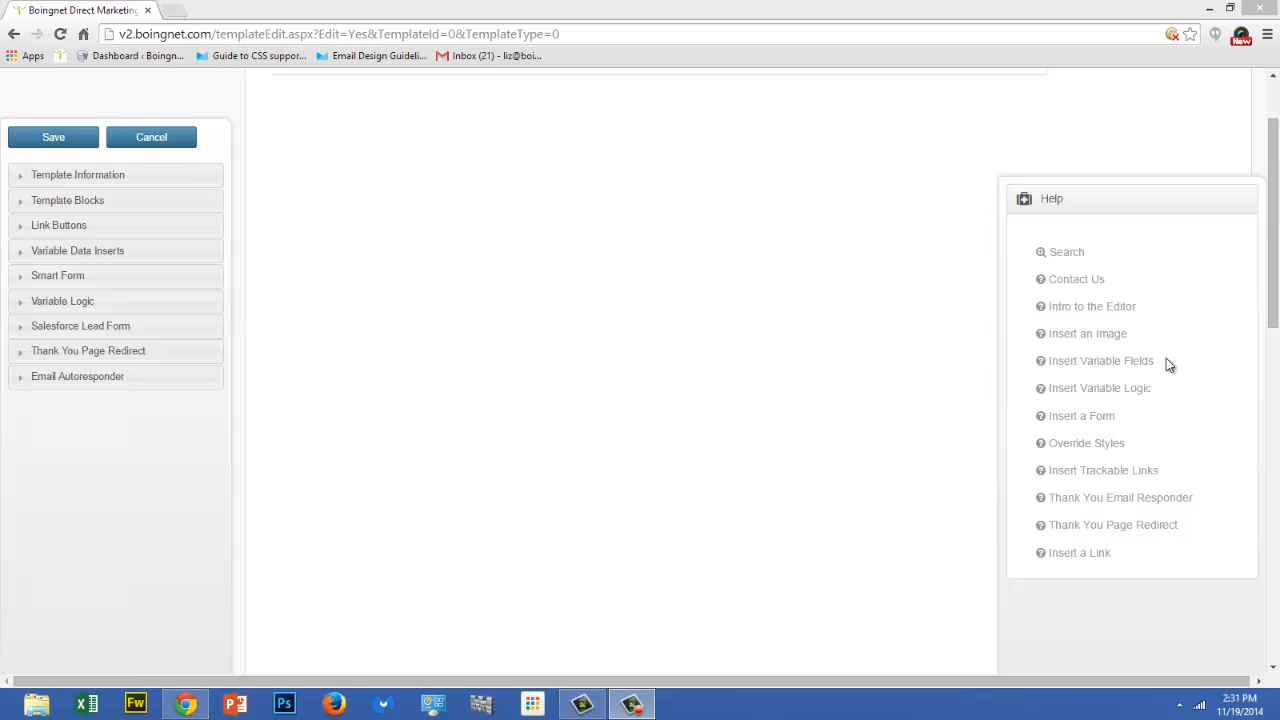 Boingnet Direct Marketing
v2.boingnet.com/templateEdit.aspx?Edit=Yes&TemplateId=0&TemplateType=0
New
Apps
Dashboard ‹ Boingn...
Guide to CSS suppor...
Email Design Guideli...
Inbox (21) - liz@boi...
Save
Cancel
Template Information
Template Blocks
Link Buttons
Variable Data Inserts
Smart Form
Variable Logic
Salesforce Lead Form
Thank You Page Redirect
Email Autoresponder
Help
Search
Contact Us
Intro to the Editor
Insert an Image
Insert Variable Fields
Insert Variable Logic
Insert a Form
Override Styles
Insert Trackable Links
Thank You Email Responder
Thank You Page Redirect
Insert a Link
Fw
Ps
2:31 PM
11/19/2014